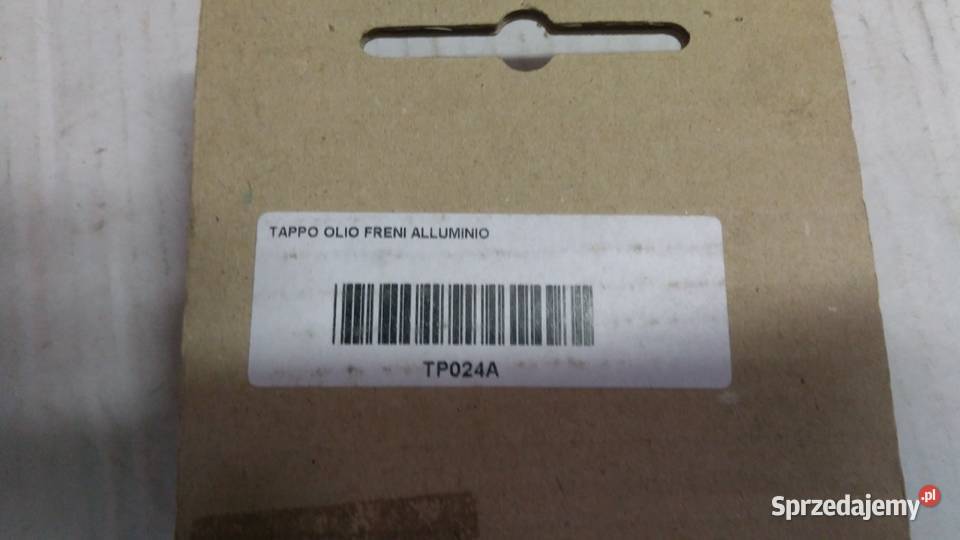 TAPPO OLIO FRENI ALLUMINIO
TP024A
Sprzedajemy.pl